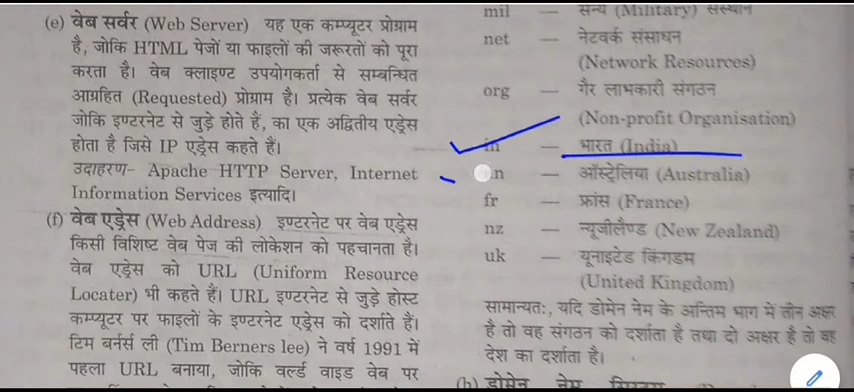 (e) वेब सर्वर (Web Server) यह एक कम्प्यूटर प्रोग्राम
है, जोकि HTML पेजों या फाइलों की जरूरतों को पूरा
करता है। वेब क्लाइण्ट उपयोगकर्ता से सम्बन्धित
आग्रहित (Requested) प्रोग्राम है। प्रत्येक वेब सर्वर
जोकि इण्टरनेट से जुड़े होते हैं, का एक अद्वितीय एड्रेस
होता है जिसे IP एड्रेस कहते हैं।
उदाहरण– Apache HTTP Server, Internet
Information Services इत्यादि।
(f) वेब एड्रेस (Web Address) इण्टरनेट पर वेब एड्रेस
किसी विशिष्ट वेब पेज की लोकेशन को पहचानता है।
वेब एड्रेस को URL (Uniform Resource
Locater) भी कहते हैं। URL इण्टरनेट से जुड़े होस्ट
कम्प्यूटर पर फाइलों के इण्टरनेट एड्रेस को दर्शाते हैं।
टिम बर्नर्स ली (Tim Berners lee) ने वर्ष 1991 में
पहला URL बनाया, जोकि वर्ल्ड वाइड वेब पर
mil — सैन्य (Military) संस्थान
net — नेटवर्क संसाधन
(Network Resources)
org — गैर लाभकारी संगठन
(Non-profit Organisation)
in — भारत (India)
— ऑस्ट्रेलिया (Australia)
fr — फ्रांस (France)
nz — न्यूजीलैण्ड (New Zealand)
uk — यूनाइटेड किंगडम
(United Kingdom)
सामान्यतः, यदि डोमेन नेम के अन्तिम भाग में तीन अक्षर
है तो वह संगठन को दर्शाता है तथा दो अक्षर है तो वह
देश का दर्शाता है।
(h) डोमेन नेम सिस्टम